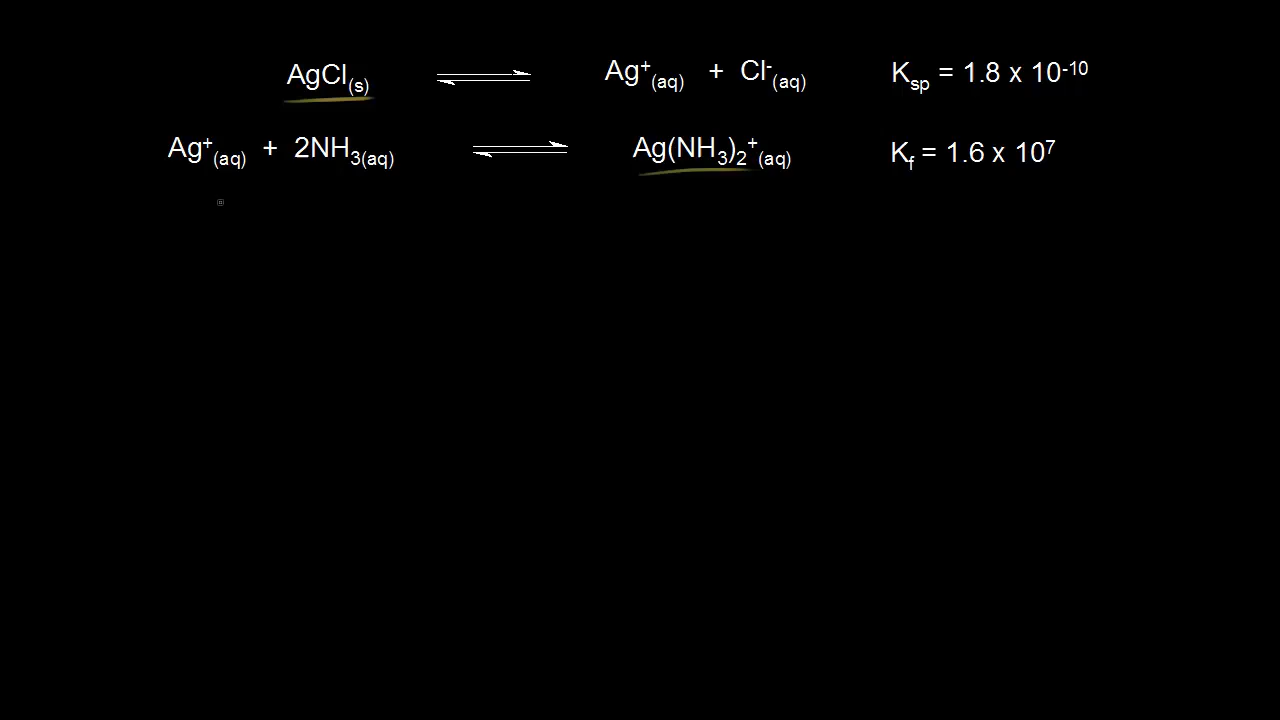 AgCl(s) ⇌ Ag⁺(aq) + Cl⁻(aq) Ksp = 1.8 x 10⁻¹⁰
Ag⁺(aq) + 2NH₃(aq) ⇌ Ag(NH₃)₂⁺(aq) Kf = 1.6 x 10⁷